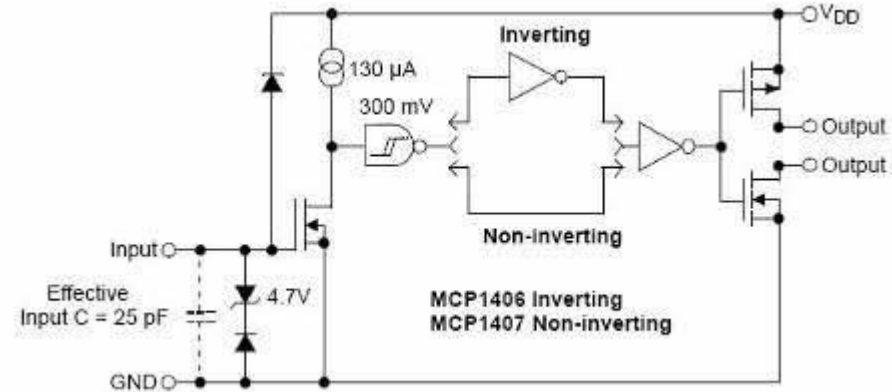 V_DD
Inverting
130 µA
300 mV
Output
Output
Non-inverting
Input
4.7V
Effective
Input C = 25 pF
MCP1406 Inverting
MCP1407 Non-inverting
GND